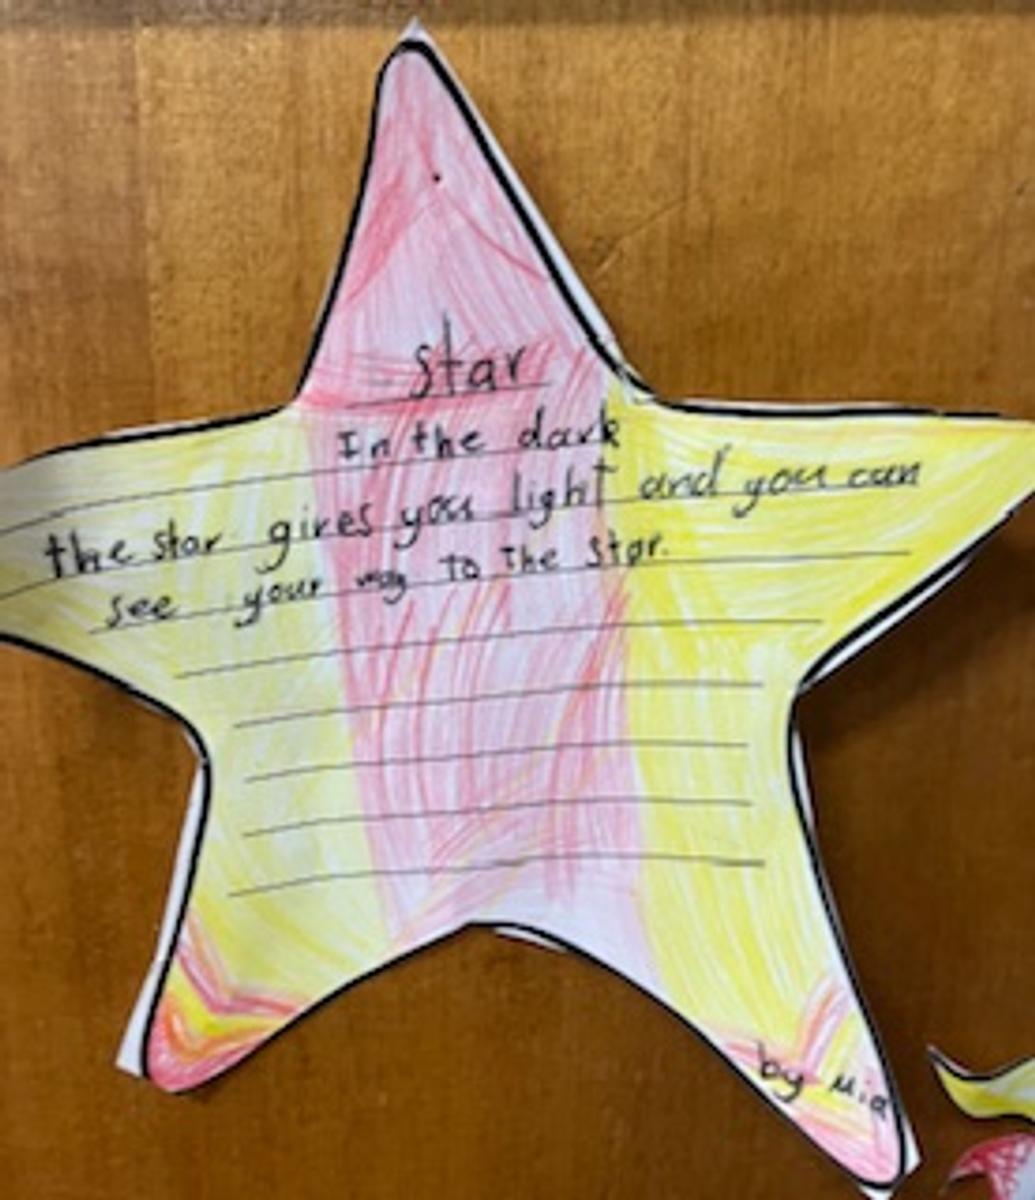 Star
In the dark
the star gives you light and you can
see your way to The Star.
by Mia